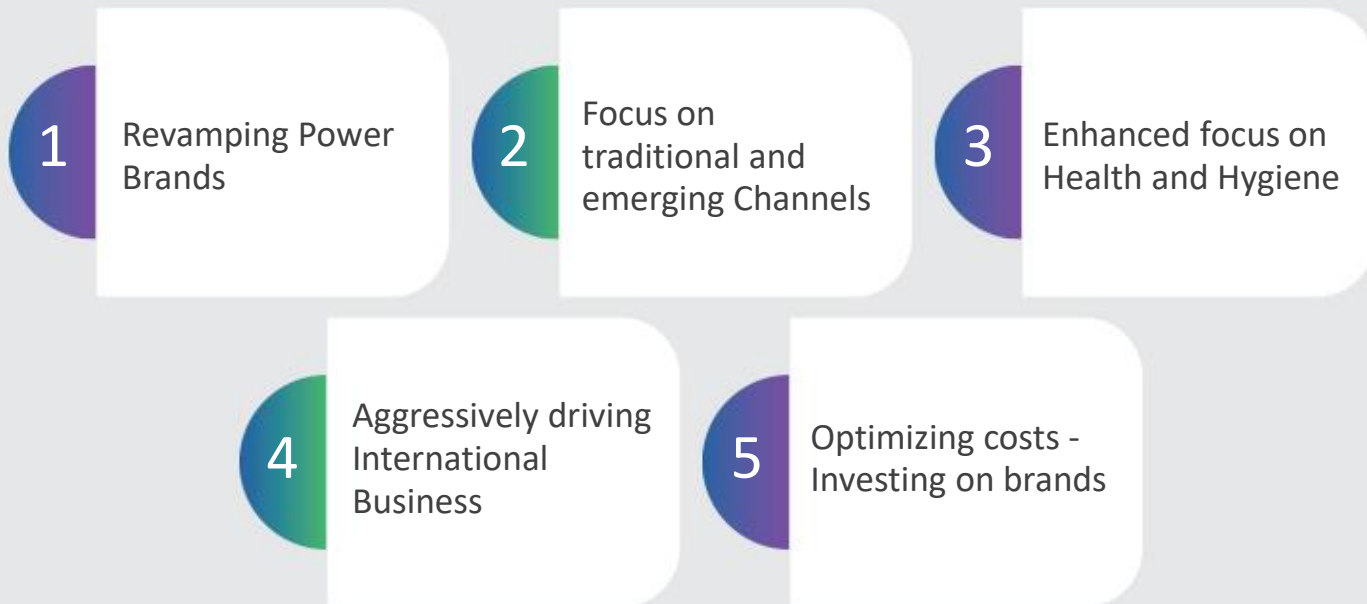 1
Revamping Power
Brands
2
Focus on
traditional and
emerging Channels
3
Enhanced focus on
Health and Hygiene
4
Aggressively driving
International
Business
5
Optimizing costs -
Investing on brands